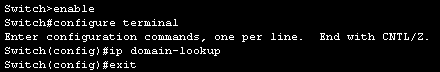 Switch>enable
Switch#configure terminal
Enter configuration commands, one per line.  End with CNTL/Z.
Switch(config)#ip domain-lookup
Switch(config)#exit